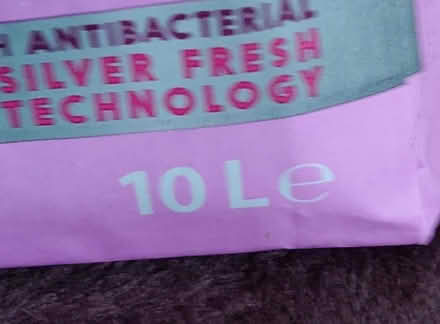 H ANTIBACTERIAL
SILVER FRESH
TECHNOLOGY
10 L ℮